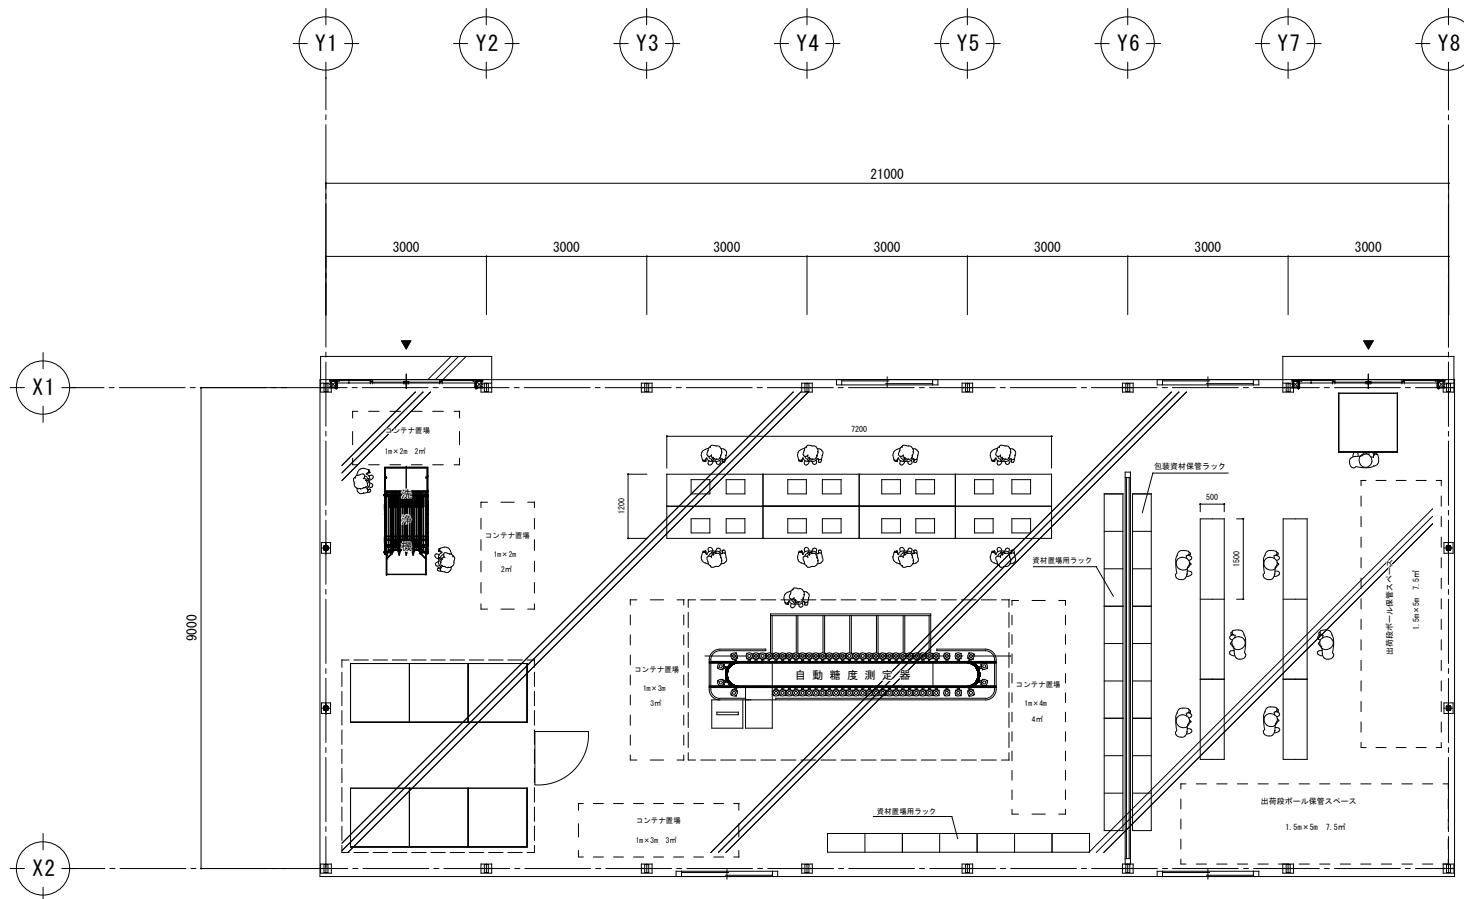 Y1 Y2 Y3 Y4 Y5 Y6 Y7 Y8
21000
3000 3000 3000 3000 3000 3000 3000
X1
コンテナ置場
1m×2m 2㎡
洗浄機
コンテナ置場
1m×2m
2㎡
7200
1200
包装資材保管ラック
500
1500
資材置場用ラック
出荷段ボール保管スペース
1.5m×5m 7.5㎡
9000
コンテナ置場
1m×3m
3㎡
自動糖度測定器
コンテナ置場
1m×4m
4㎡
コンテナ置場
1m×3m 3㎡
資材置場用ラック
出荷段ボール保管スペース
1.5m×5m 7.5㎡
X2